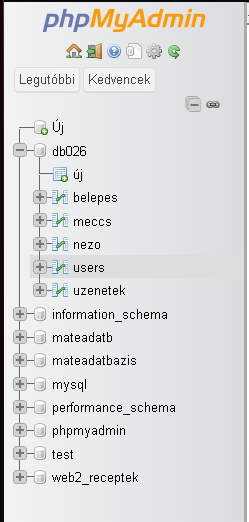 phpMyAdmin
Legutóbbi Kedvencek
Új
db026
új
belepes
meccs
nezo
users
uzenetek
information_schema
mateadatb
mateadatbazis
mysql
performance_schema
phpmyadmin
test
web2_receptek